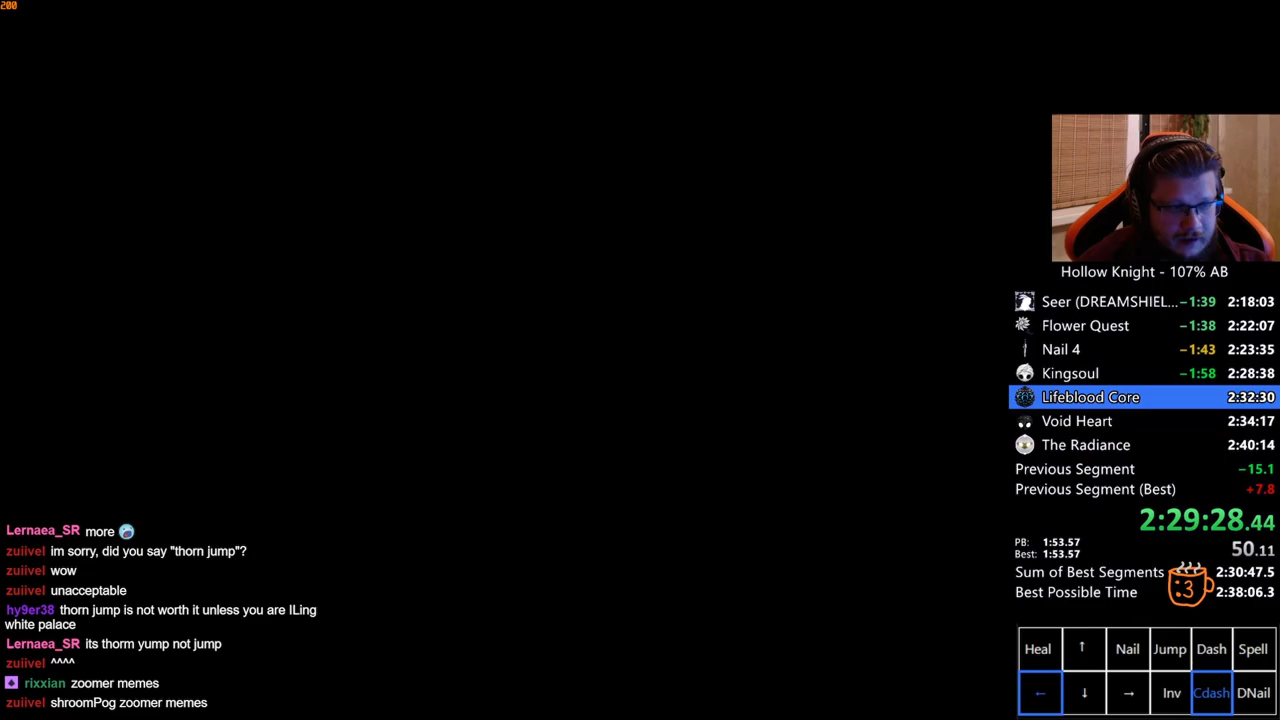 200
Hollow Knight - 107% AB
Seer (DREAMSHIEL... −1:39 2:18:03
Flower Quest −1:38 2:22:07
Nail 4 −1:43 2:23:35
Kingsoul −1:58 2:28:38
Lifeblood Core 2:32:30
Void Heart 2:34:17
The Radiance 2:40:14
Previous Segment −15.1
Previous Segment (Best) +7.8
2:29:28.44
PB: 1:53.57
Best: 1:53.57
50.11
Sum of Best Segments 2:30:47.5
Best Possible Time 2:38:06.3
Lernaea_SR more
zuiivel im sorry, did you say "thorn jump"?
zuiivel wow
zuiivel unacceptable
hy9er38 thorn jump is not worth it unless you are ILing
white palace
Lernaea_SR its thorm yump not jump
zuiivel ^^^^
rixxian zoomer memes
zuiivel shroomPog zoomer memes
Heal ↑ Nail Jump Dash Spell
← ↓ → Inv Cdash DNail